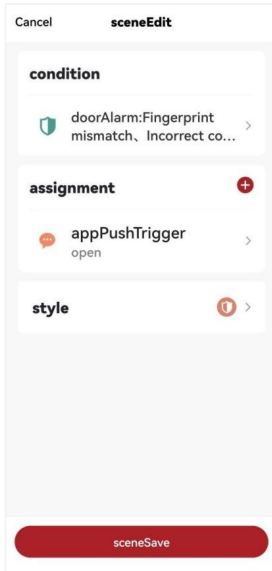 Cancel sceneEdit
condition
doorAlarm:Fingerprint
mismatch、Incorrect co...
assignment
appPushTrigger
open
style
sceneSave